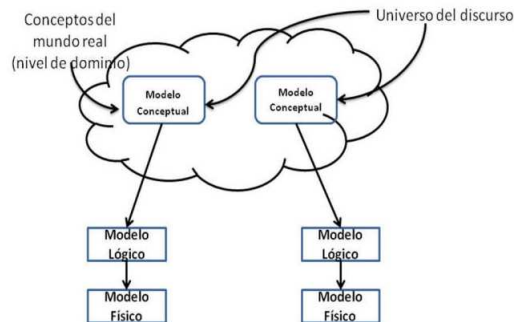 Conceptos del
mundo real
(nivel de dominio)
Universo del discurso
Modelo
Conceptual
Modelo
Conceptual
Modelo
Lógico
Modelo
Lógico
Modelo
Físico
Modelo
Físico